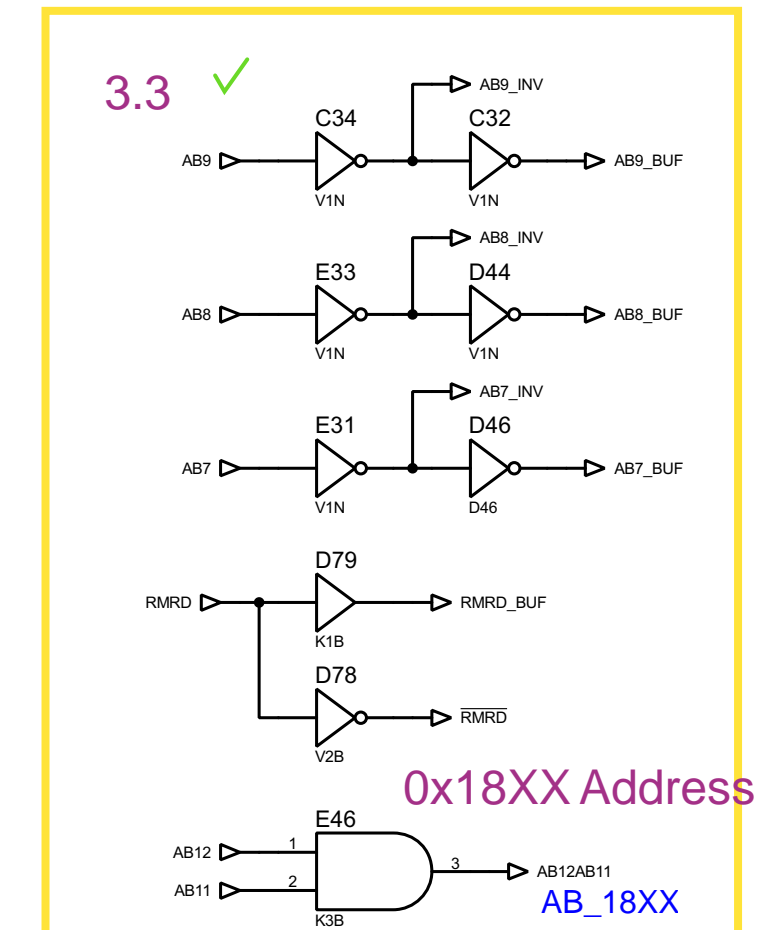 3.3
AB9_INV
C34 C32
AB9 AB9_BUF
V1N V1N
AB8_INV
E33 D44
AB8 AB8_BUF
V1N V1N
AB7_INV
E31 D46
AB7 AB7_BUF
V1N D46
D79
RMRD RMRD_BUF
K1B
D78
RMRD
V2B
0x18XX Address
E46
AB12 1
3 AB12AB11
AB11 2
AB_18XX
K3B